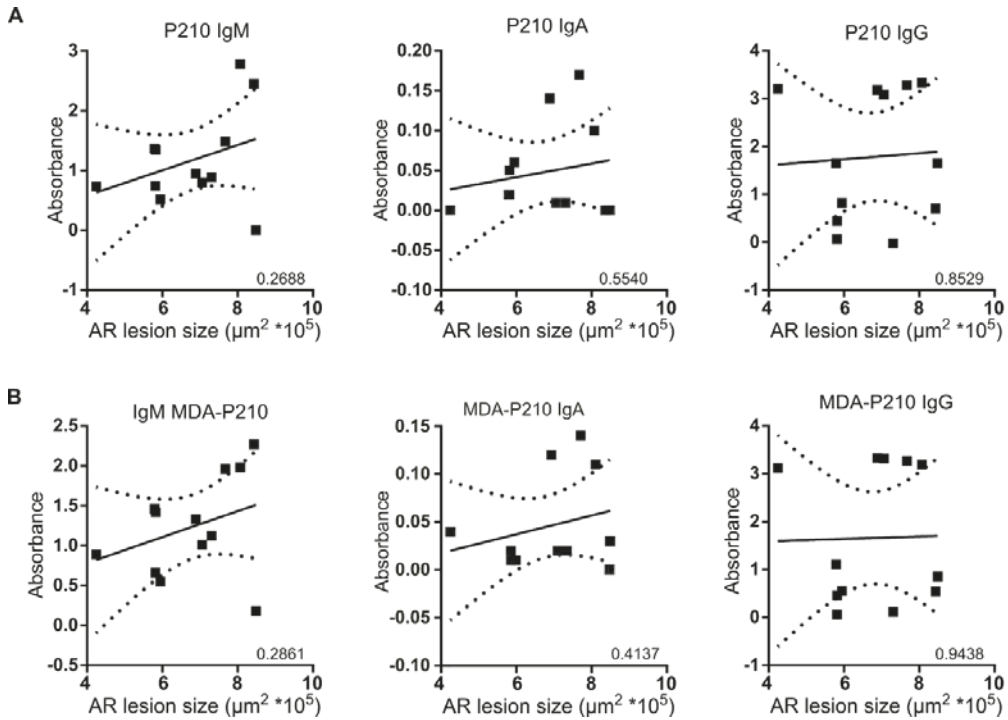 A
P210 IgM
3
2
1
0
-1
Absorbance
4 6 8 10
0.2688
AR lesion size (µm² *10⁵)
P210 IgA
0.20
0.15
0.10
0.05
0.00
-0.05
-0.10
Absorbance
4 6 8 10
0.5540
AR lesion size (µm² *10⁵)
P210 IgG
4
3
2
1
0
-1
Absorbance
4 6 8 10
0.8529
AR lesion size (µm² *10⁵)
B
IgM MDA-P210
2.5
2.0
1.5
1.0
0.5
0.0
-0.5
Absorbance
4 6 8 10
0.2861
AR lesion size (µm² *10⁵)
MDA-P210 IgA
0.15
0.10
0.05
0.00
-0.05
-0.10
Absorbance
4 6 8 10
0.4137
AR lesion size (µm² *10⁵)
MDA-P210 IgG
4
3
2
1
0
-1
Absorbance
4 6 8 10
0.9438
AR lesion size (µm² *10⁵)